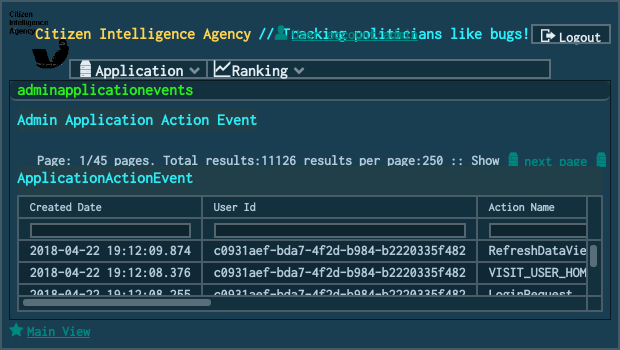 Citizen
Intelligence
Agency
Citizen Intelligence Agency // Tracking politicians like bugs!
Logout
Application Ranking
adminapplicationevents
Admin Application Action Event
Page: 1/45 pages. Total results:11126 results per page:250 :: Show next page
ApplicationActionEvent
Created Date User Id Action Name
2018-04-22 19:12:09.874 c0931aef-bda7-4f2d-b984-b2220335f482 RefreshDataVie
2018-04-22 19:12:08.376 c0931aef-bda7-4f2d-b984-b2220335f482 VISIT_USER_HOM
2018-04-22 19:12:08.255 c0931aef-bda7-4f2d-b984-b2220335f482 LoginRequest
Main View